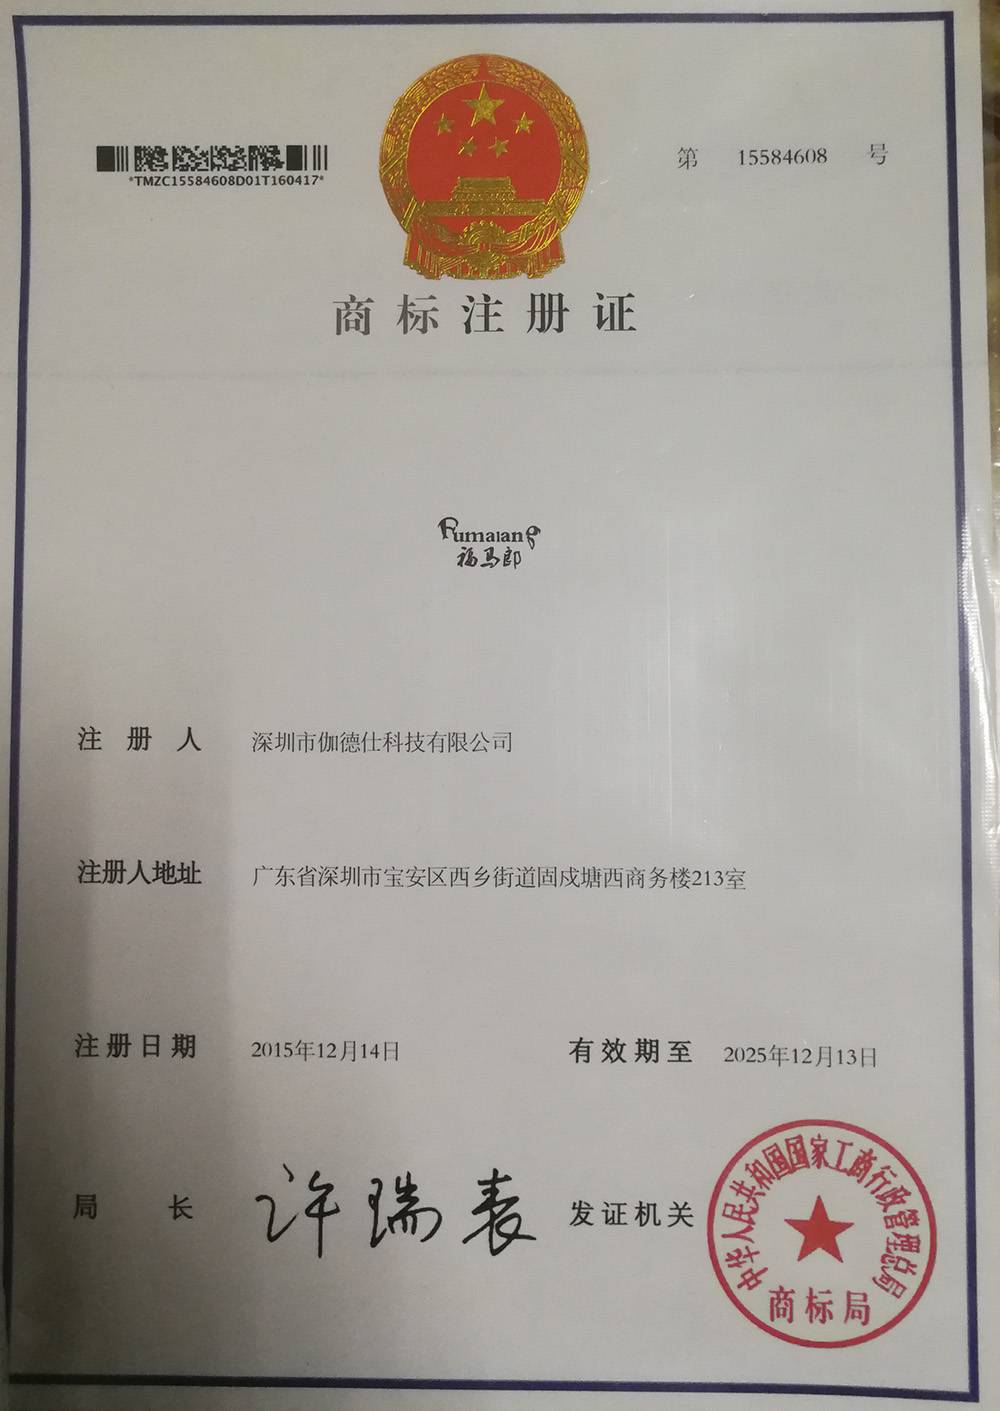 *TMZC15584608D01T160417*
第 15584608 号
商标注册证
Fumalang
福马郎
注册人 深圳市伽德仕科技有限公司
注册人地址 广东省深圳市宝安区西乡街道固戍塘西商务楼213室
注册日期 2015年12月14日 有效期至 2025年12月13日
局长 许瑞表 发证机关
中华人民共和国国家工商行政管理总局
商标局